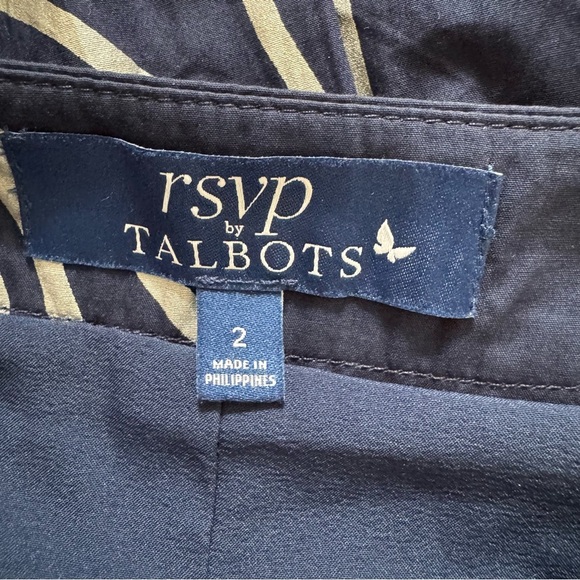 rsvp
by
TALBOTS
2
MADE IN
PHILIPPINES